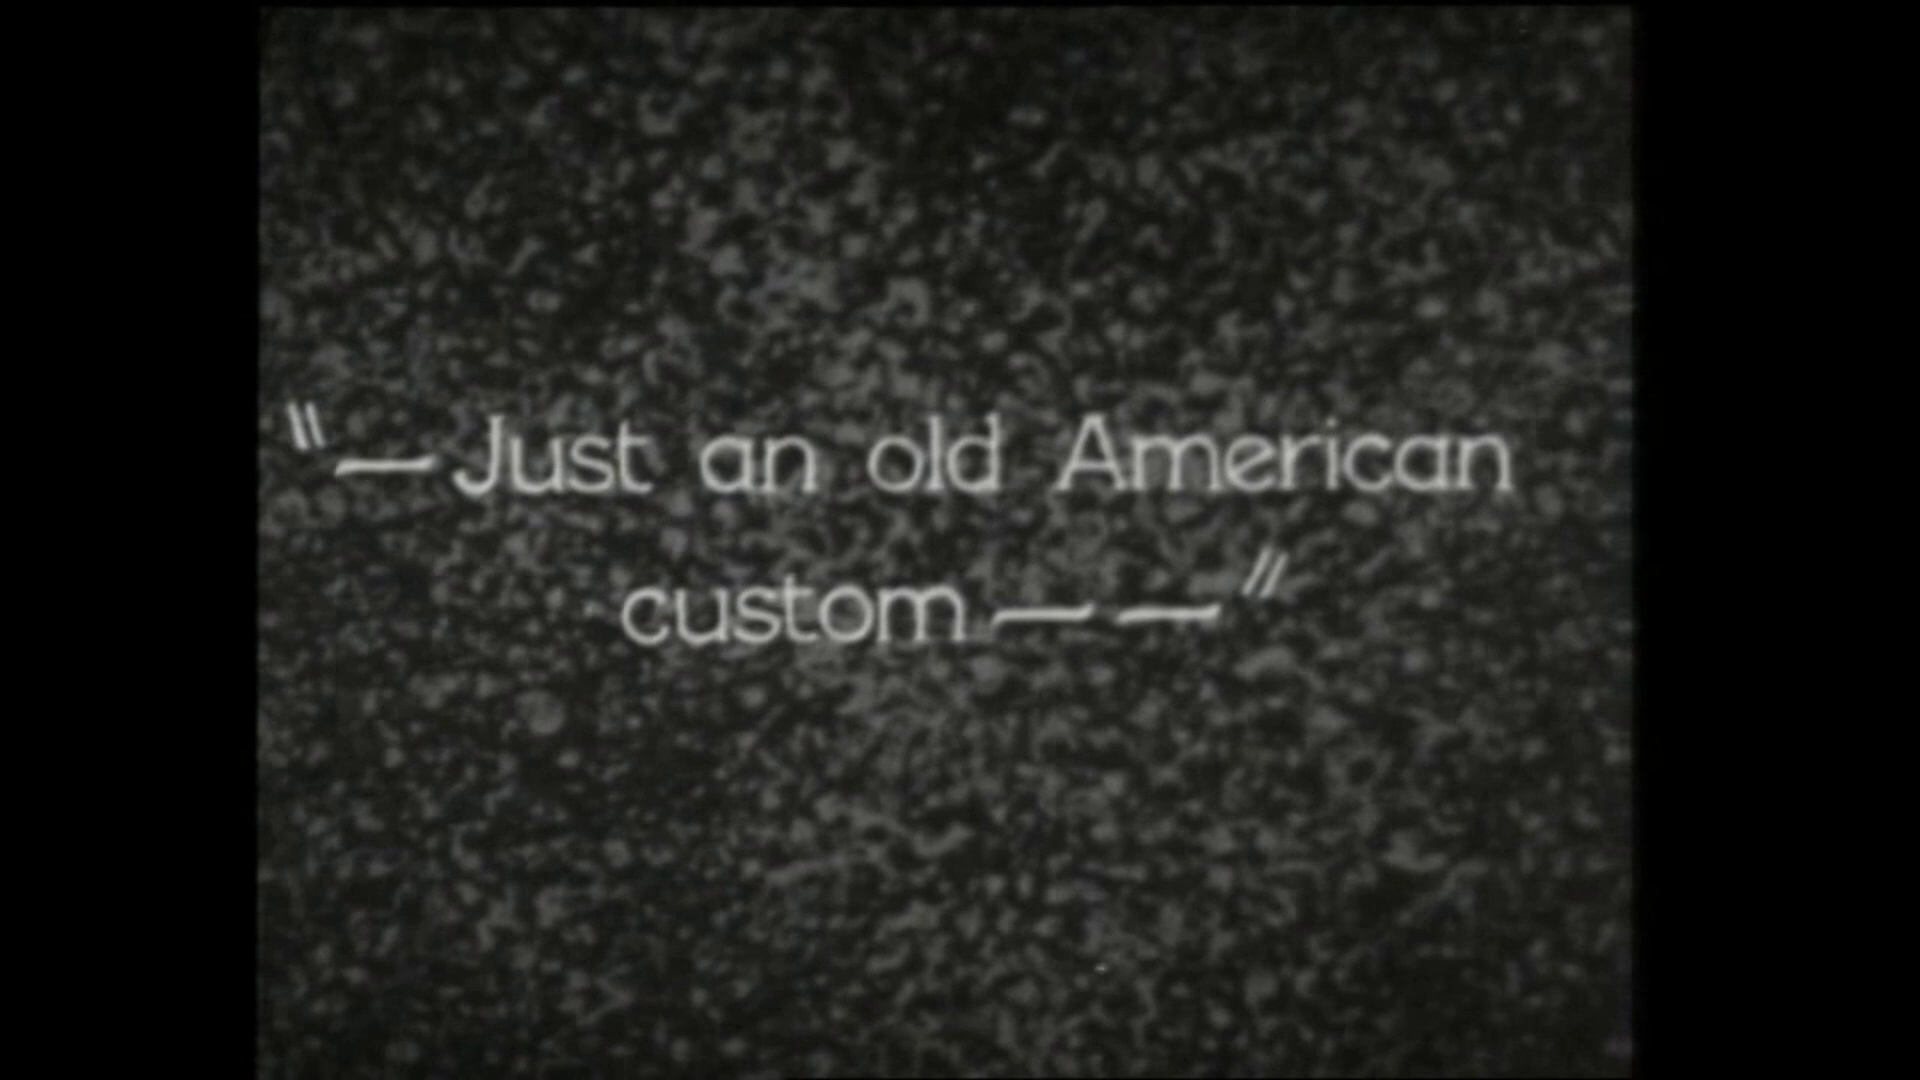 "—Just an old American
custom — —"